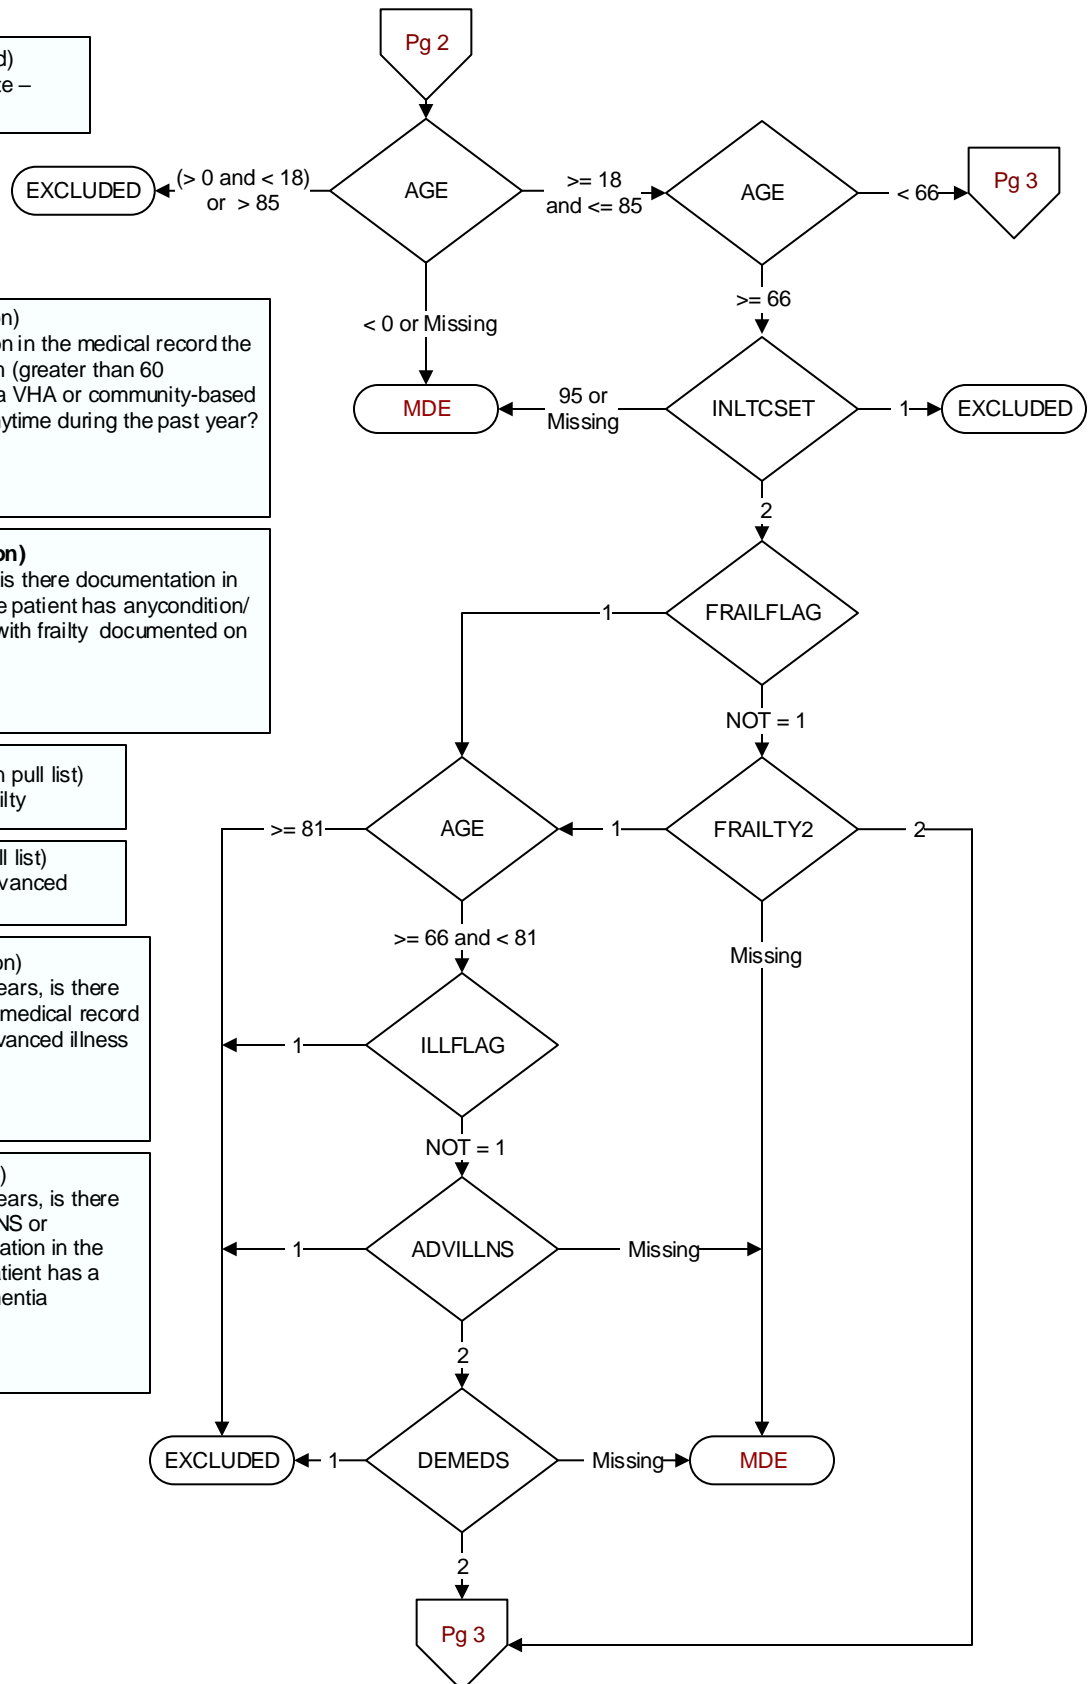 Pg 2
d)
te –
EXCLUDED
(> 0 and < 18)
or > 85
AGE
>= 18
and <= 85
AGE
< 66
Pg 3
< 0 or Missing
>= 66
on)
on in the medical record the
n (greater than 60
a VHA or community-based
nytime during the past year?
MDE
95 or
Missing
INLTCSET
1
EXCLUDED
2
on)
is there documentation in
e patient has anycondition/
with frailty documented on
1
FRAILFLAG
NOT = 1
n pull list)
ilty
>= 81
AGE
1
FRAILTY2
2
ll list)
vanced
>= 66 and < 81
Missing
on)
ears, is there
medical record
vanced illness
1
ILLFLAG
NOT = 1
)
ears, is there
NS or
ation in the
atient has a
nentia
1
ADVILLNS
Missing
2
EXCLUDED
1
DEMEDS
Missing
MDE
2
Pg 3